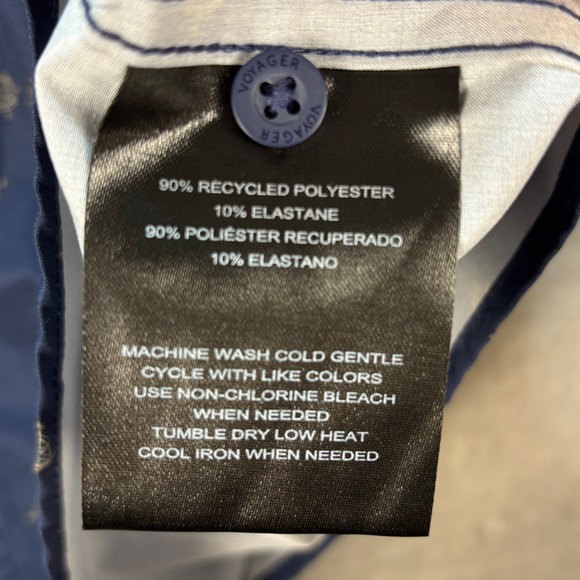 VOYAGER
VOYAGER
90% RECYCLED POLYESTER
10% ELASTANE
90% POLIÉSTER RECUPERADO
10% ELASTANO
MACHINE WASH COLD GENTLE
CYCLE WITH LIKE COLORS
USE NON-CHLORINE BLEACH
WHEN NEEDED
TUMBLE DRY LOW HEAT
COOL IRON WHEN NEEDED